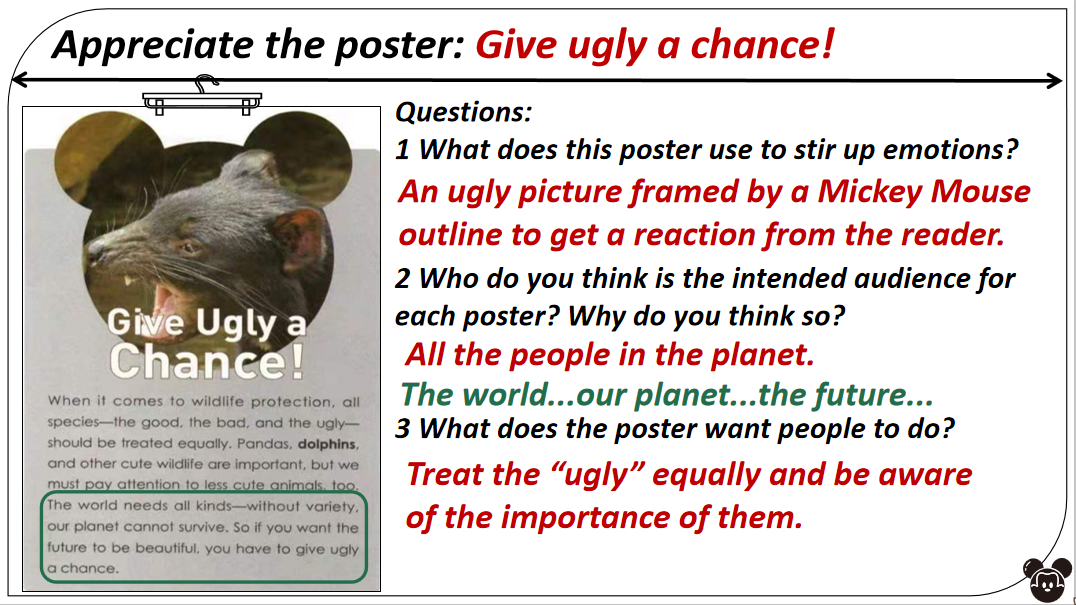 Appreciate the poster: Give ugly a chance!
Give Ugly a
Chance!
When it comes to wildlife protection, all
species—the good, the bad, and the ugly—
should be treated equally. Pandas, dolphins,
and other cute wildlife are important, but we
must pay attention to less cute animals, too.
The world needs all kinds—without variety,
our planet cannot survive. So if you want the
future to be beautiful, you have to give ugly
a chance.
Questions:
1 What does this poster use to stir up emotions?
An ugly picture framed by a Mickey Mouse
outline to get a reaction from the reader.
2 Who do you think is the intended audience for
each poster? Why do you think so?
All the people in the planet.
The world...our planet...the future...
3 What does the poster want people to do?
Treat the “ugly” equally and be aware
of the importance of them.